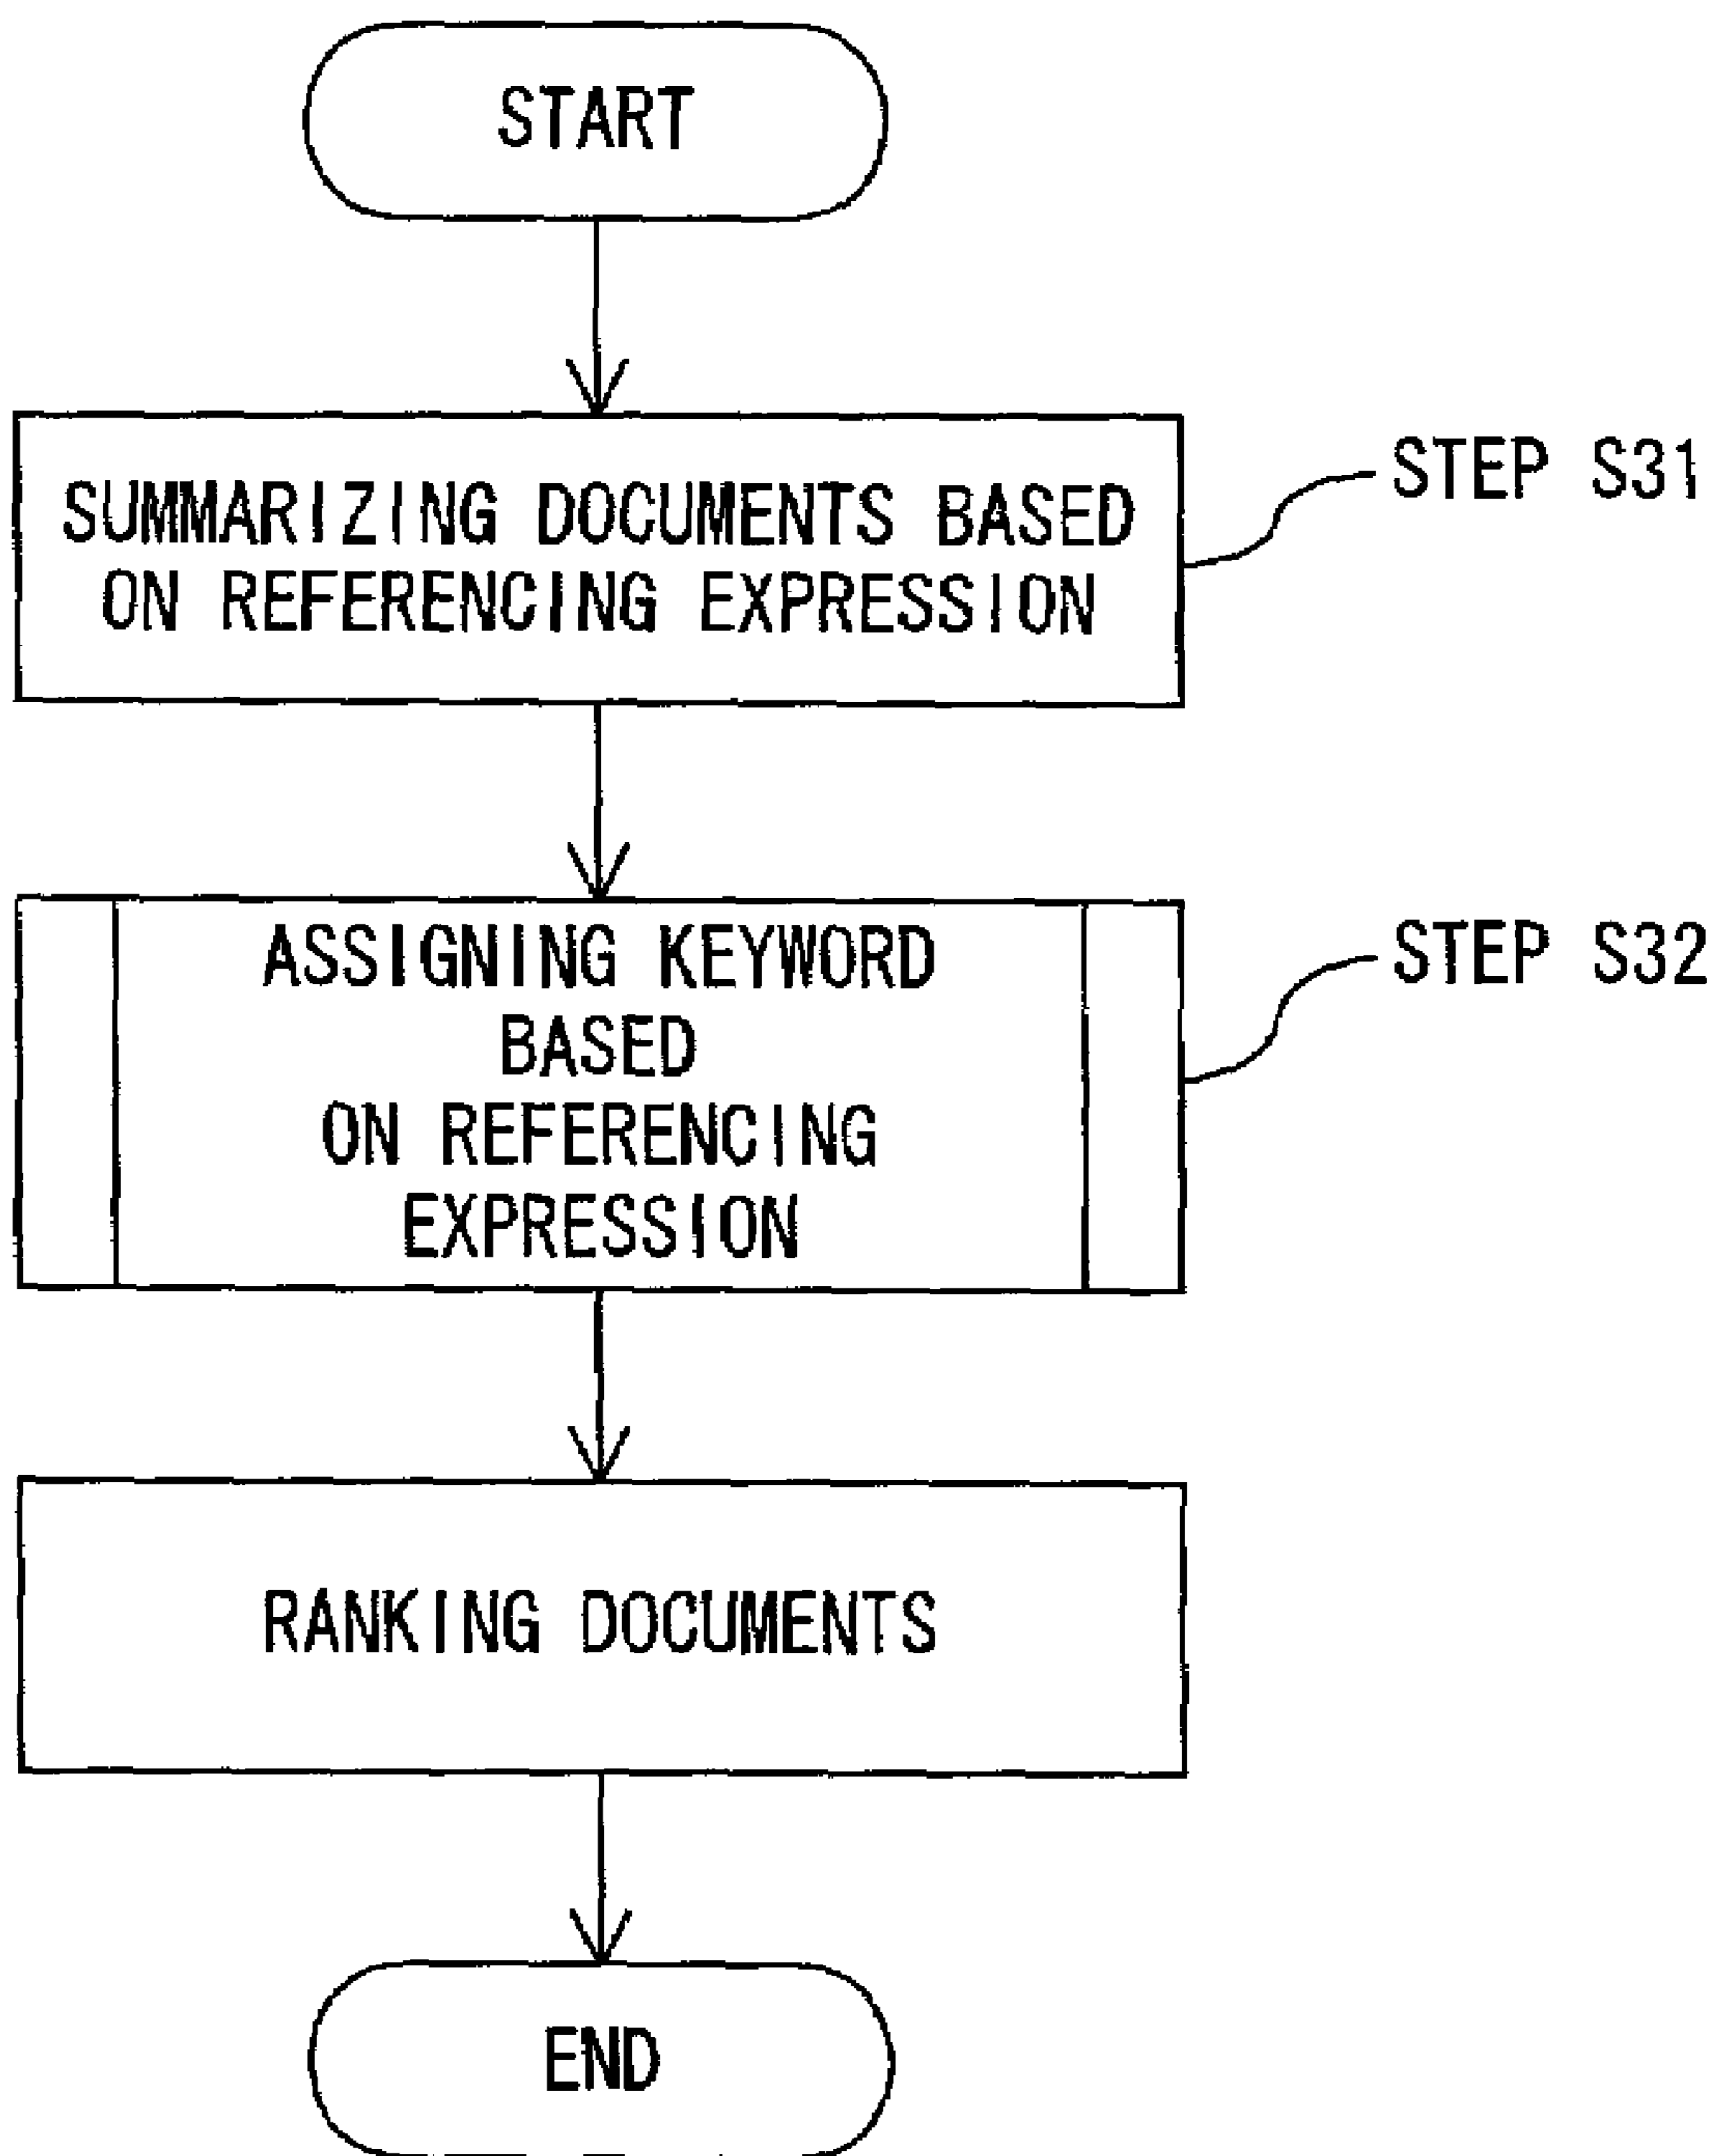 START
SUMMARIZING DOCUMENTS BASED
ON REFERENCING EXPRESSION
STEP S31
ASSIGNING KEYWORD
BASED
ON REFERENCING
EXPRESSION
STEP S32
RANKING DOCUMENTS
END